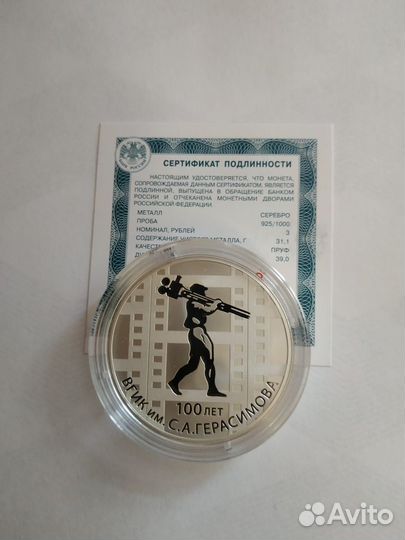 СЕРТИФИКАТ ПОДЛИННОСТИ
НАСТОЯЩИМ УДОСТОВЕРЯЕТСЯ, ЧТО МОНЕТА,
СОПРОВОЖДАЕМАЯ ДАННЫМ СЕРТИФИКАТОМ, ЯВЛЯЕТСЯ
ПОДЛИННОЙ, ВЫПУЩЕНА В ОБРАЩЕНИЕ БАНКОМ
РОССИИ И ОТЧЕКАНЕНА МОНЕТНЫМИ ДВОРАМИ
РОССИЙСКОЙ ФЕДЕРАЦИИ.
МЕТАЛЛ СЕРЕБРО
ПРОБА 925/1000
НОМИНАЛ, РУБЛЕЙ 3
СОДЕРЖАНИЕ МЕТАЛЛА, Г 31,1
ПРУФ
39,0
100 ЛЕТ
ВГИК ИМ. С.А.ГЕРАСИМОВА
Avito